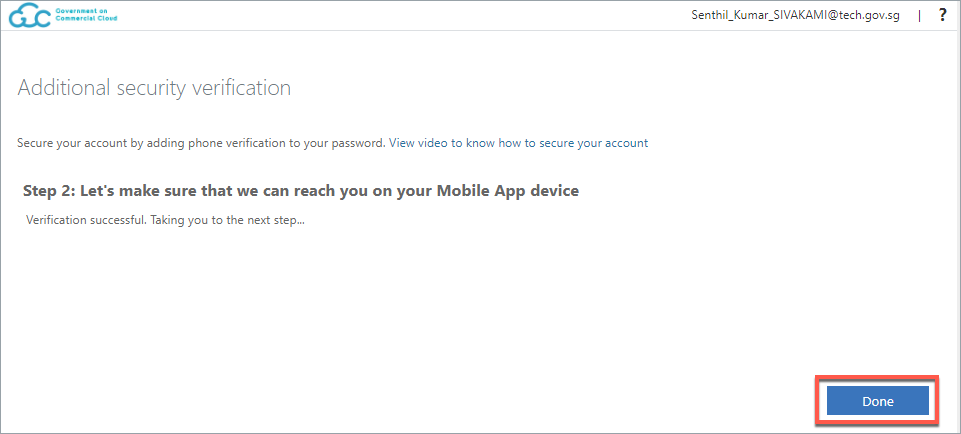 Government on
Commercial Cloud
Senthil_Kumar_SIVAKAMI@tech.gov.sg | ?
Additional security verification
Secure your account by adding phone verification to your password. View video to know how to secure your account
Step 2: Let's make sure that we can reach you on your Mobile App device
Verification successful. Taking you to the next step...
Done